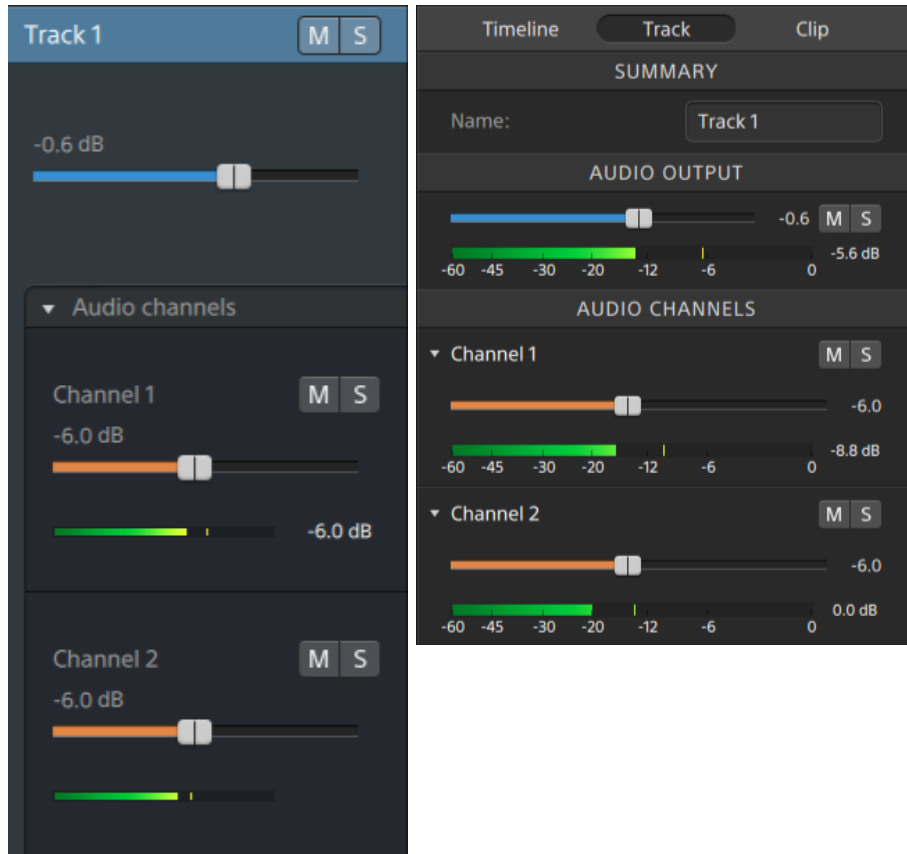 Track 1 M S
-0.6 dB
Audio channels
Channel 1 M S
-6.0 dB
-6.0 dB
Channel 2 M S
-6.0 dB
Timeline Track Clip
SUMMARY
Name: Track 1
AUDIO OUTPUT
-0.6 M S
-5.6 dB
-60 -45 -30 -20 -12 -6 0
AUDIO CHANNELS
Channel 1 M S
-6.0
-8.8 dB
-60 -45 -30 -20 -12 -6 0
Channel 2 M S
-6.0
0.0 dB
-60 -45 -30 -20 -12 -6 0